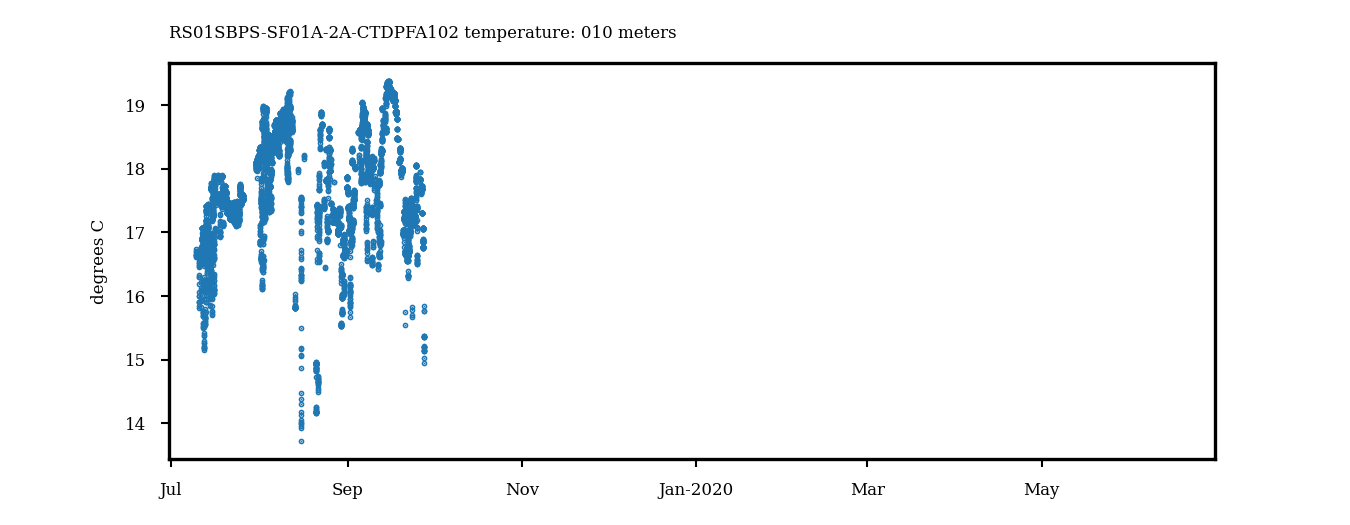 RS01SBPS-SF01A-2A-CTDPFA102 temperature: 010 meters
19
18
17
16
15
14
degrees C
Jul Sep Nov Jan-2020 Mar May